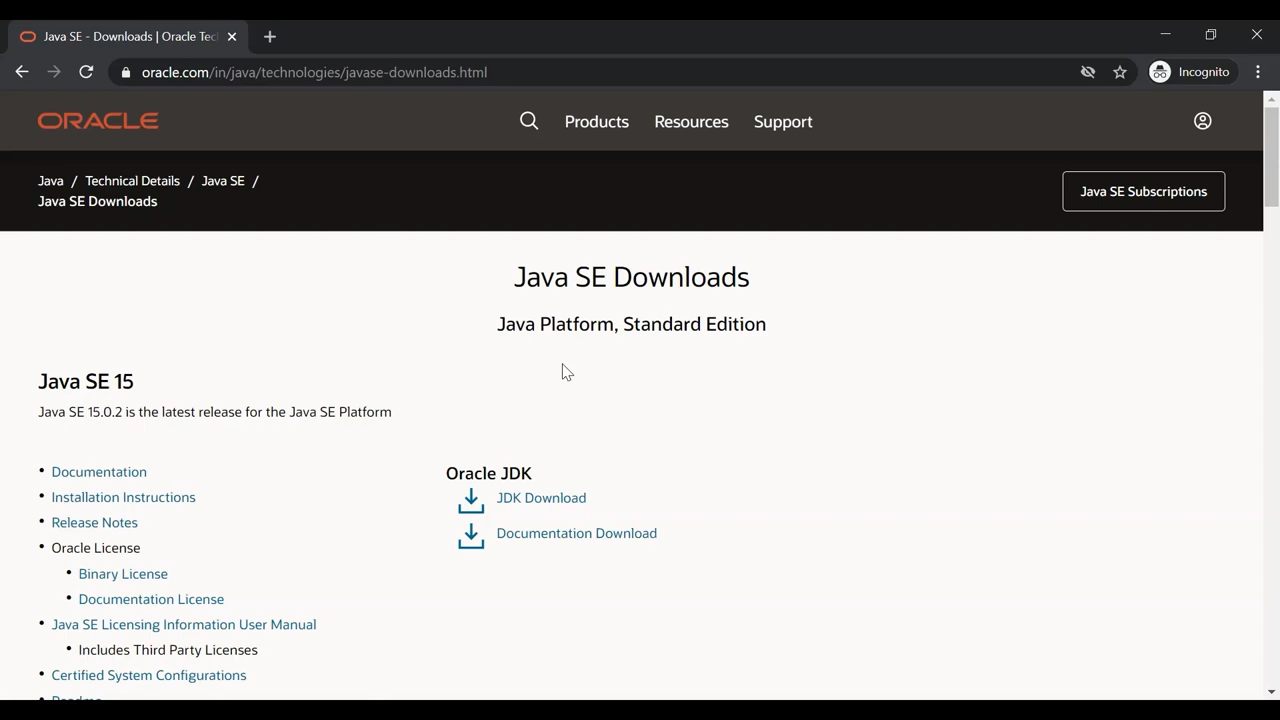 Java SE - Downloads | Oracle Tec
oracle.com/in/java/technologies/javase-downloads.html
Incognito
ORACLE
Products
Resources
Support
Java / Technical Details / Java SE /
Java SE Downloads
Java SE Subscriptions
Java SE Downloads
Java Platform, Standard Edition
Java SE 15
Java SE 15.0.2 is the latest release for the Java SE Platform
• Documentation
• Installation Instructions
• Release Notes
• Oracle License
• Binary License
• Documentation License
• Java SE Licensing Information User Manual
• Includes Third Party Licenses
• Certified System Configurations
• Readme
Oracle JDK
JDK Download
Documentation Download